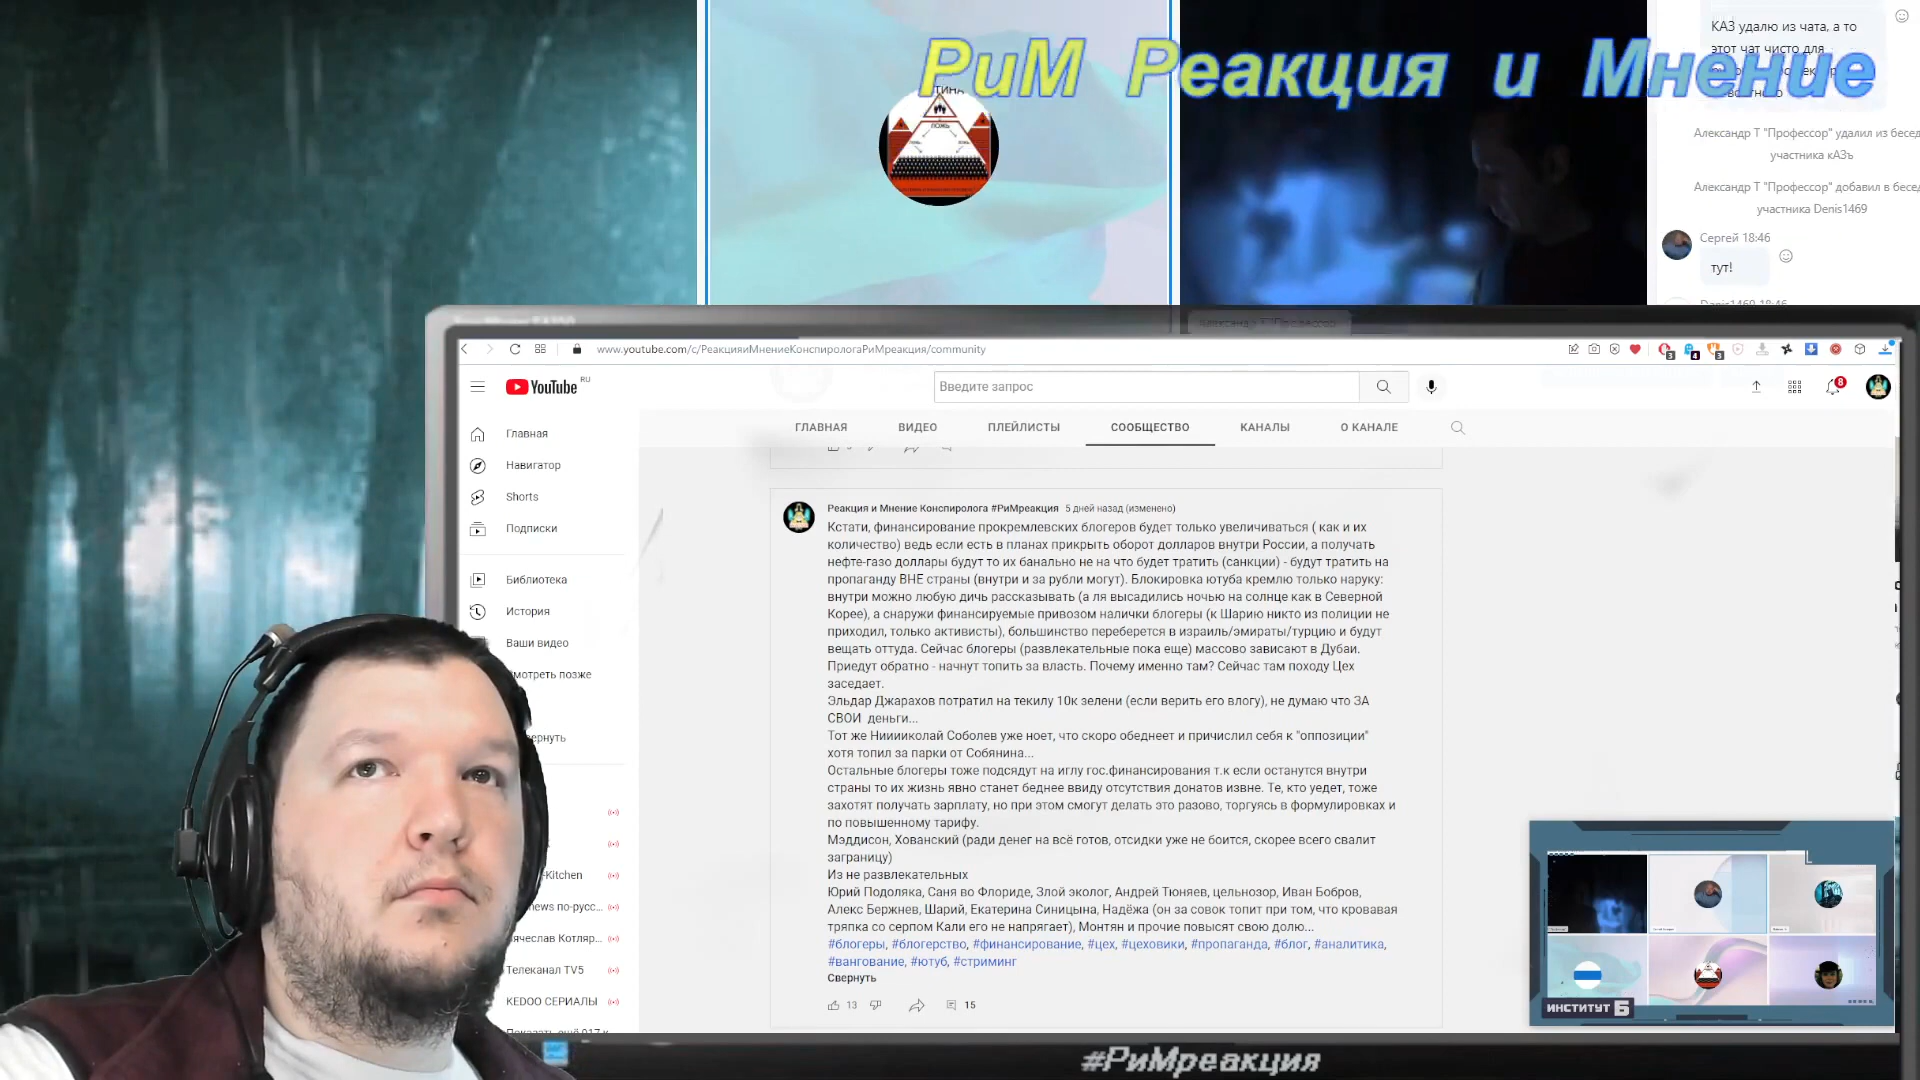 КАЗ удалю из чата, а то
этот чат чисто для
РиМ Реакция и Мнение
Александр Т "Профессор" удалил из бесед
участника кАЗъ
Александр Т "Профессор" добавил в бесед
участника Denis1469
Сергей 18:46
тут!
Denis1469 18:46
ЛОЖЬ
www.youtube.com/c/РеакцияиМнениеКонспирологаРиМреакция/community
3
4
3
YouTube RU
Введите запрос
8
ГЛАВНАЯ ВИДЕО ПЛЕЙЛИСТЫ СООБЩЕСТВО КАНАЛЫ О КАНАЛЕ
Главная
Навигатор
Shorts
Подписки
Библиотека
История
Ваши видео
мотреть позже
ернуть
-Kitchen
news по-русс...
ячеслав Котляр...
Телеканал TV5
KEDOO СЕРИАЛЫ
Реакция и Мнение Конспиролога #РиМреакция 5 дней назад (изменено)
Кстати, финансирование прокремлевских блогеров будет только увеличиваться ( как и их
количество) ведь если есть в планах прикрыть оборот долларов внутри России, а получать
нефте-газо доллары будут то их банально не на что будет тратить (санкции) - будут тратить на
пропаганду ВНЕ страны (внутри и за рубли могут). Блокировка ютуба кремлю только наруку:
внутри можно любую дичь рассказывать (а ля высадились ночью на солнце как в Северной
Корее), а снаружи финансируемые привозом налички блогеры (к Шарию никто из полиции не
приходил, только активисты), большинство переберется в израиль/эмираты/турцию и будут
вещать оттуда. Сейчас блогеры (развлекательные пока еще) массово зависают в Дубаи.
Приедут обратно - начнут топить за власть. Почему именно там? Сейчас там походу Цех
заседает.
Эльдар Джарахов потратил на текилу 10к зелени (если верить его влогу), не думаю что ЗА
СВОИ деньги...
Тот же Нииииколай Соболев уже ноет, что скоро обеднеет и причислил себя к "оппозиции"
хотя топил за парки от Собянина...
Остальные блогеры тоже подсядут на иглу гос.финансирования т.к если останутся внутри
страны то их жизнь явно станет беднее ввиду отсутствия донатов извне. Те, кто уедет, тоже
захотят получать зарплату, но при этом смогут делать это разово, торгуясь в формулировках и
по повышенному тарифу.
Мэддисон, Хованский (ради денег на всё готов, отсидки уже не боится, скорее всего свалит
заграницу)
Из не развлекательных
Юрий Подоляка, Саня во Флориде, Злой эколог, Андрей Тюняев, цельнозор, Иван Бобров,
Алекс Бержнев, Шарий, Екатерина Синицына, Надёжа (он за совок топит при том, что кровавая
тряпка со серпом Кали его не напрягает), Монтян и прочие повысят свою долю...
#блогеры, #блогерство, #финансирование, #цех, #цеховики, #пропаганда, #блог, #аналитика,
#вангование, #ютуб, #стриминг
Свернуть
13 15
ИНСТИТУТ Б
#РиМреакция